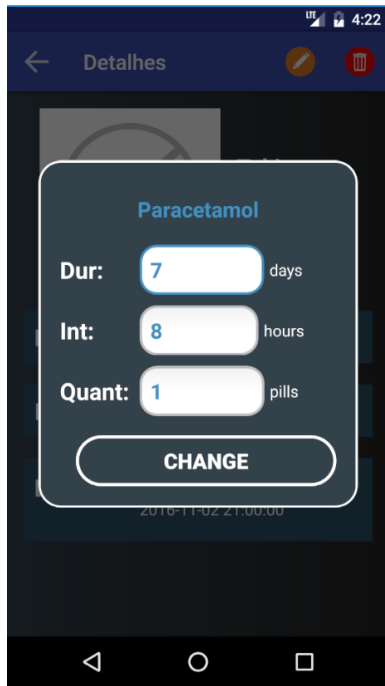 LTE 4:22
Detalhes
Paracetamol
Dur: 7 days
Int: 8 hours
Quant: 1 pills
CHANGE
2016-11-02 21:00:00